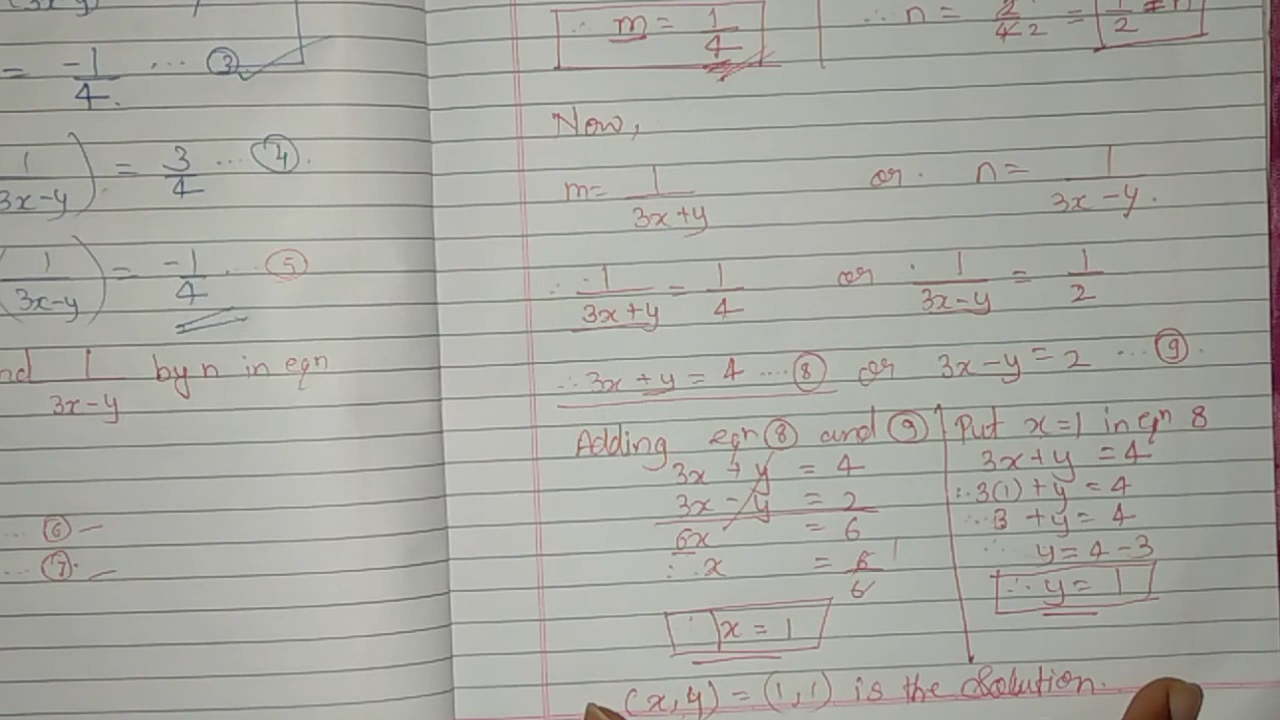 = -1/4 ... ③
1/(3x-y)) = 3/4 ... ④.
(1/(3x-y)) = -1/4 ... ⑤
1/(3x-y) by n in eqn
... ⑥ —
... ⑦. —
∴ m = 1/4
∴ n = 2/4 2 = 1/2
Now,
m = 1/(3x+y) or. n = 1/(3x-y).
∴ 1/(3x+y) = 1/4 or 1/(3x-y) = 1/2
∴ 3x+y = 4 .... ⑧ or 3x-y = 2 ... ⑨.
Adding eqn ⑧ and ⑨
3x + y = 4
3x - y = 2
6x = 6
∴ x = 6/6 1
∴ x = 1
Put x=1 in eqn 8
3x+y = 4
∴ 3(1)+y = 4
∴ 3 +y = 4
∴ y = 4-3
∴ y = 1
(x,y) = (1,1) is the solution.